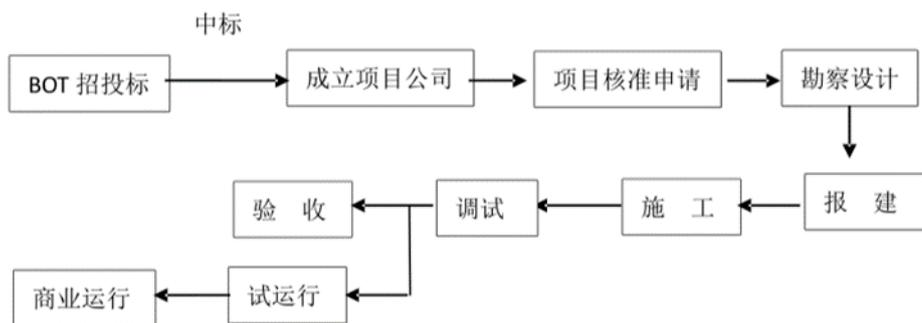 中标
BOT 招投标
成立项目公司
项目核准申请
勘察设计
报 建
施 工
调试
验 收
试运行
商业运行